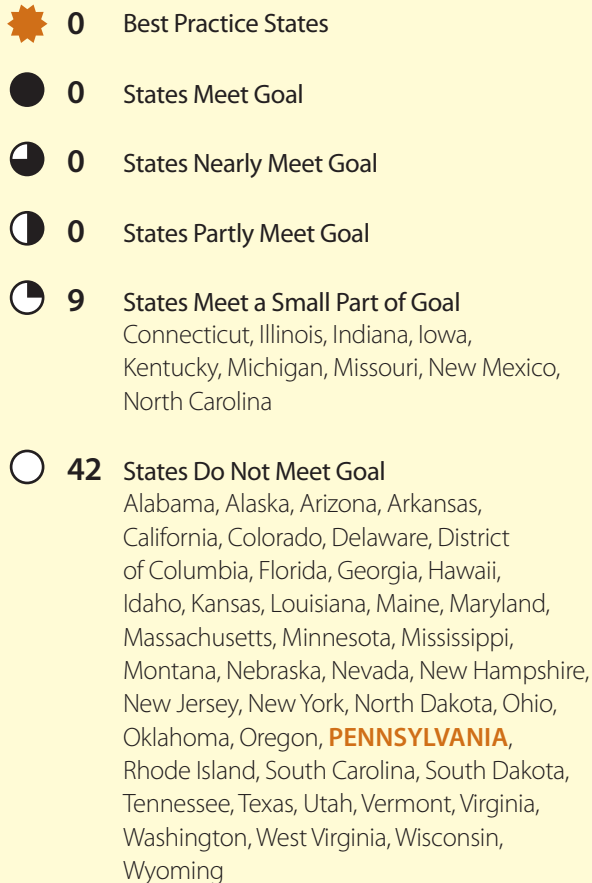 0 Best Practice States
0 States Meet Goal
0 States Nearly Meet Goal
0 States Partly Meet Goal
9 States Meet a Small Part of Goal
Connecticut, Illinois, Indiana, Iowa,
Kentucky, Michigan, Missouri, New Mexico,
North Carolina
42 States Do Not Meet Goal
Alabama, Alaska, Arizona, Arkansas,
California, Colorado, Delaware, District
of Columbia, Florida, Georgia, Hawaii,
Idaho, Kansas, Louisiana, Maine, Maryland,
Massachusetts, Minnesota, Mississippi,
Montana, Nebraska, Nevada, New Hampshire,
New Jersey, New York, North Dakota, Ohio,
Oklahoma, Oregon, PENNSYLVANIA,
Rhode Island, South Carolina, South Dakota,
Tennessee, Texas, Utah, Vermont, Virginia,
Washington, West Virginia, Wisconsin,
Wyoming